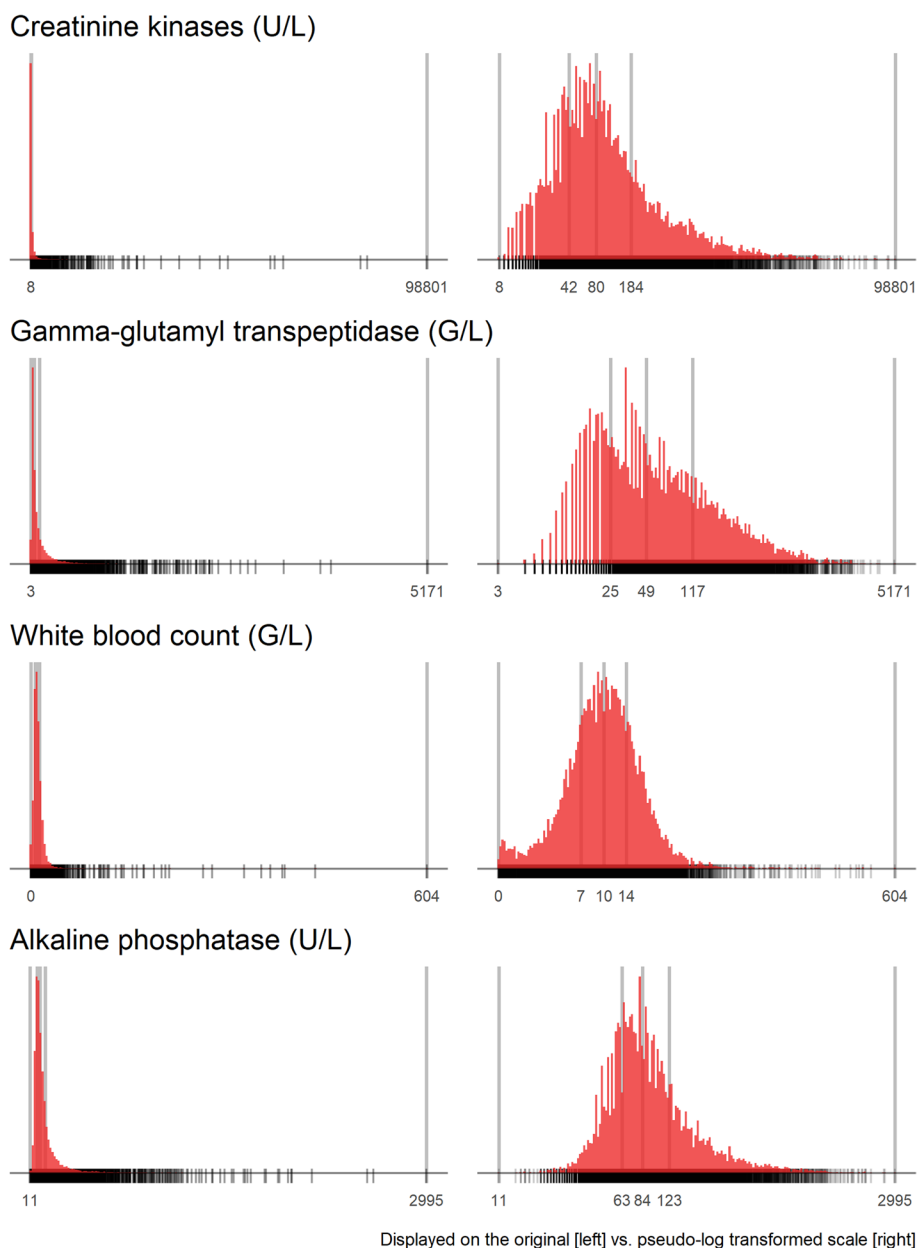 Creatinine kinases (U/L)
8 98801 8 42 80 184 98801
Gamma-glutamyl transpeptidase (G/L)
3 5171 3 25 49 117 5171
White blood count (G/L)
0 604 0 7 10 14 604
Alkaline phosphatase (U/L)
11 2995 11 63 84 123 2995
Displayed on the original [left] vs. pseudo-log transformed scale [right]